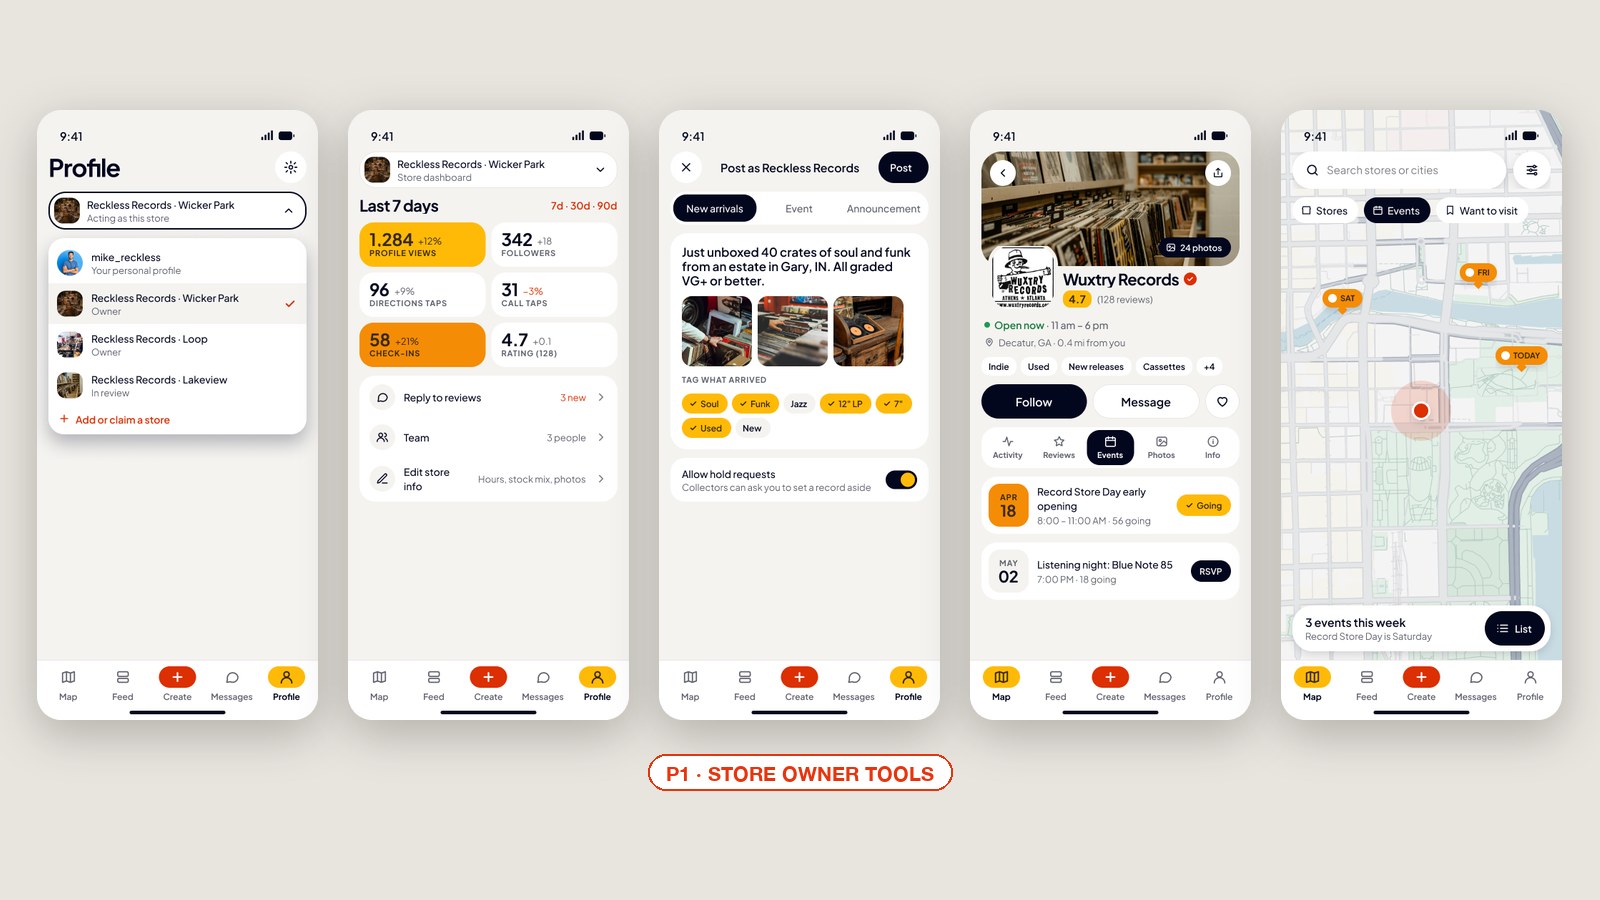 9:41
Profile
Reckless Records · Wicker Park
Acting as this store
mike_reckless
Your personal profile
Reckless Records · Wicker Park
Owner
Reckless Records · Loop
Owner
Reckless Records · Lakeview
In review
+ Add or claim a store
Map Feed Create Messages Profile
9:41
Reckless Records · Wicker Park
Store dashboard
Last 7 days 7d · 30d · 90d
1,284 +12%
PROFILE VIEWS
342 +18
FOLLOWERS
96 +9%
DIRECTIONS TAPS
31 −3%
CALL TAPS
58 +21%
CHECK-INS
4.7 +0.1
RATING (128)
Reply to reviews 3 new
Team 3 people
Edit store
info
Hours, stock mix, photos
Map Feed Create Messages Profile
9:41
Post as Reckless Records Post
New arrivals Event Announcement
Just unboxed 40 crates of soul and funk
from an estate in Gary, IN. All graded
VG+ or better.
TAG WHAT ARRIVED
Soul Funk Jazz 12" LP 7"
Used New
Allow hold requests
Collectors can ask you to set a record aside
Map Feed Create Messages Profile
9:41
24 photos
WUXTRY
RECORDS
ATHENS ★ ATLANTA
www.wuxtryrecords.com
Wuxtry Records
4.7 (128 reviews)
Open now · 11 am – 6 pm
Decatur, GA · 0.4 mi from you
Indie Used New releases Cassettes +4
Follow Message
Activity Reviews Events Photos Info
APR
18
Record Store Day early
opening
8:00 – 11:00 AM · 56 going
Going
MAY
02
Listening night: Blue Note 85
7:00 PM · 18 going
RSVP
Map Feed Create Messages Profile
9:41
Search stores or cities
Stores Events Want to visit
FRI
SAT
TODAY
3 events this week
Record Store Day is Saturday
List
Map Feed Create Messages Profile
P1 · STORE OWNER TOOLS